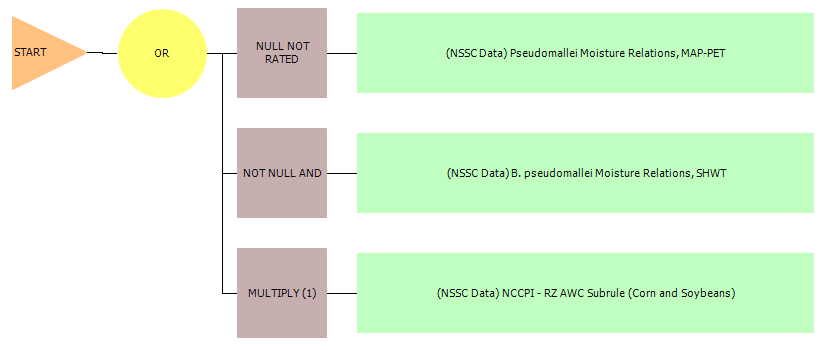 START
OR
NULL NOT
RATED
(NSSC Data) Pseudomallei Moisture Relations, MAP-PET
NOT NULL AND
(NSSC Data) B. pseudomallei Moisture Relations, SHWT
MULTIPLY (1)
(NSSC Data) NCCPI - RZ AWC Subrule (Corn and Soybeans)